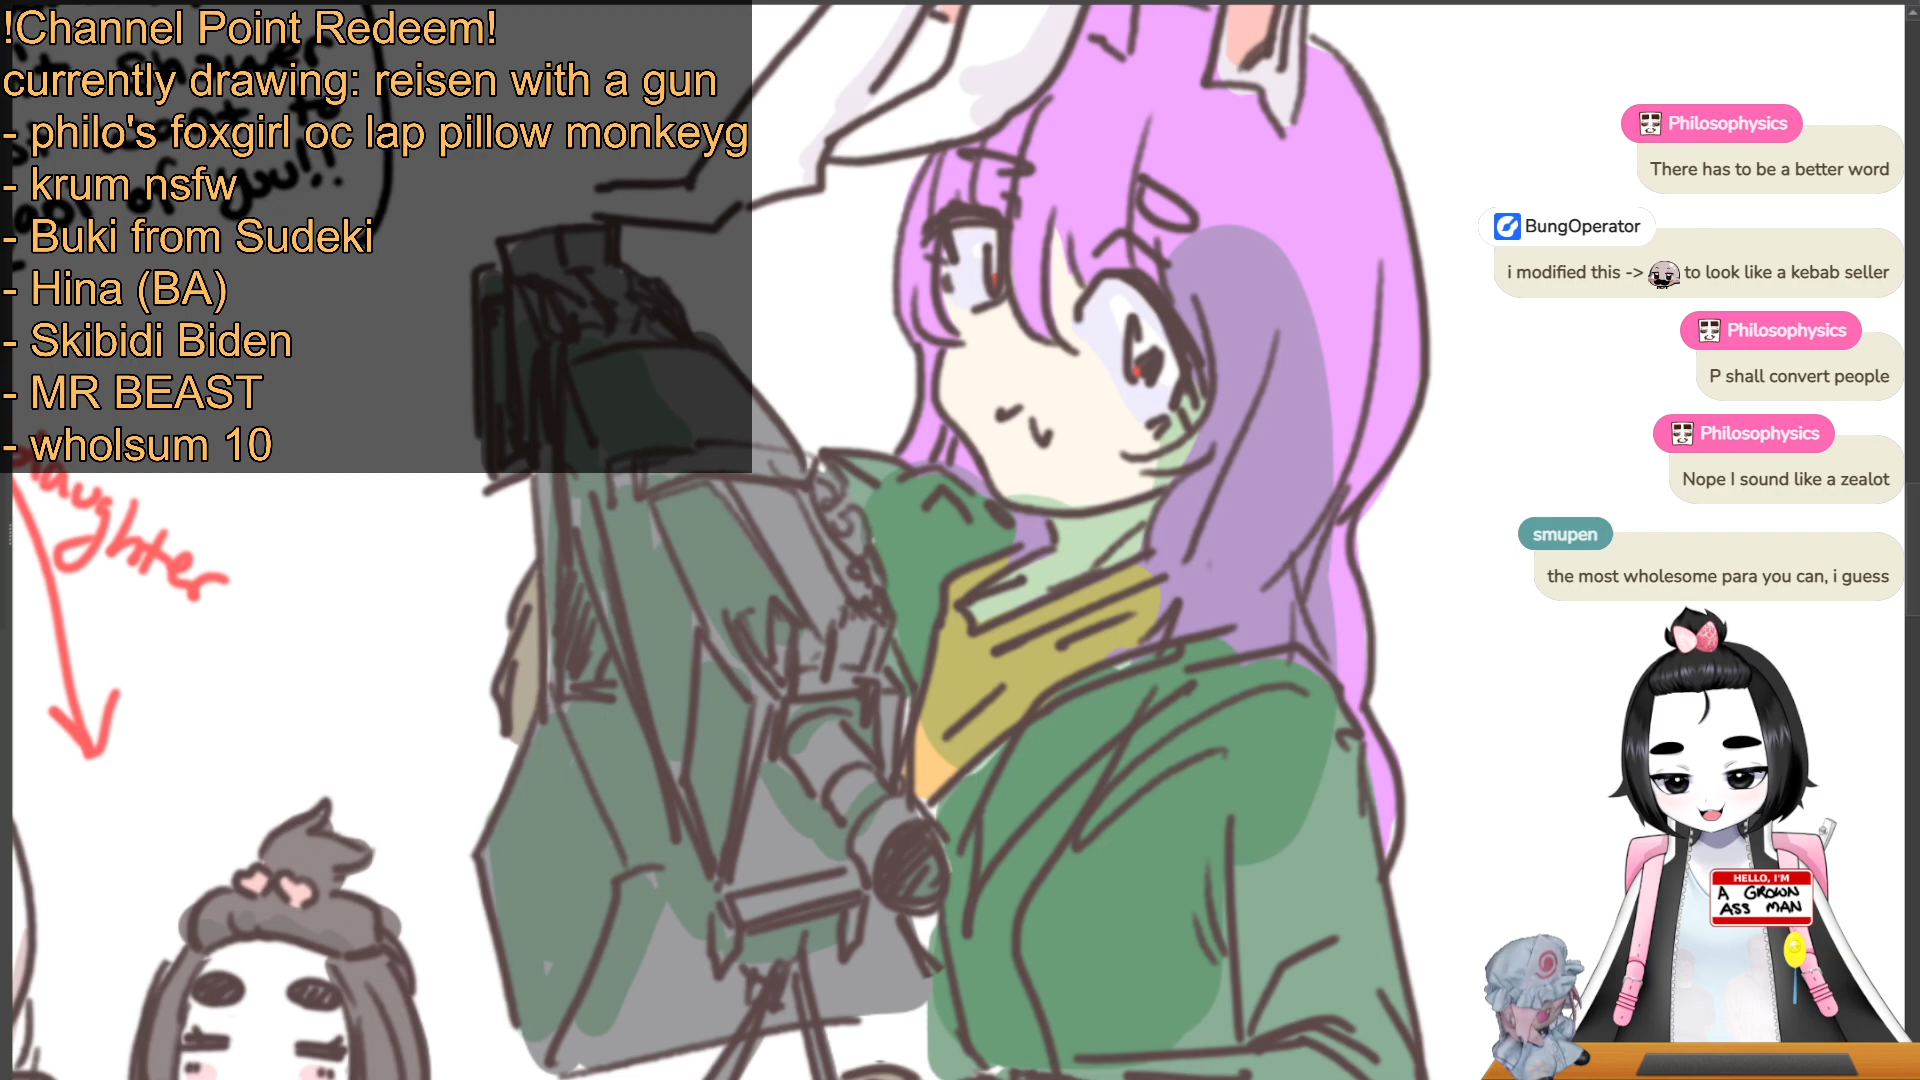 !Channel Point Redeem!
currently drawing: reisen with a gun
- philo's foxgirl oc lap pillow monkeyg
- krum nsfw
- Buki from Sudeki
- Hina (BA)
- Skibidi Biden
- MR BEAST
- wholsum 10
of you!!
Philosophysics
There has to be a better word
BungOperator
i modified this -> to look like a kebab seller
Philosophysics
P shall convert people
Philosophysics
Nope I sound like a zealot
smupen
the most wholesome para you can, i guess
HELLO, I'M
A GROWN
ASS MAN